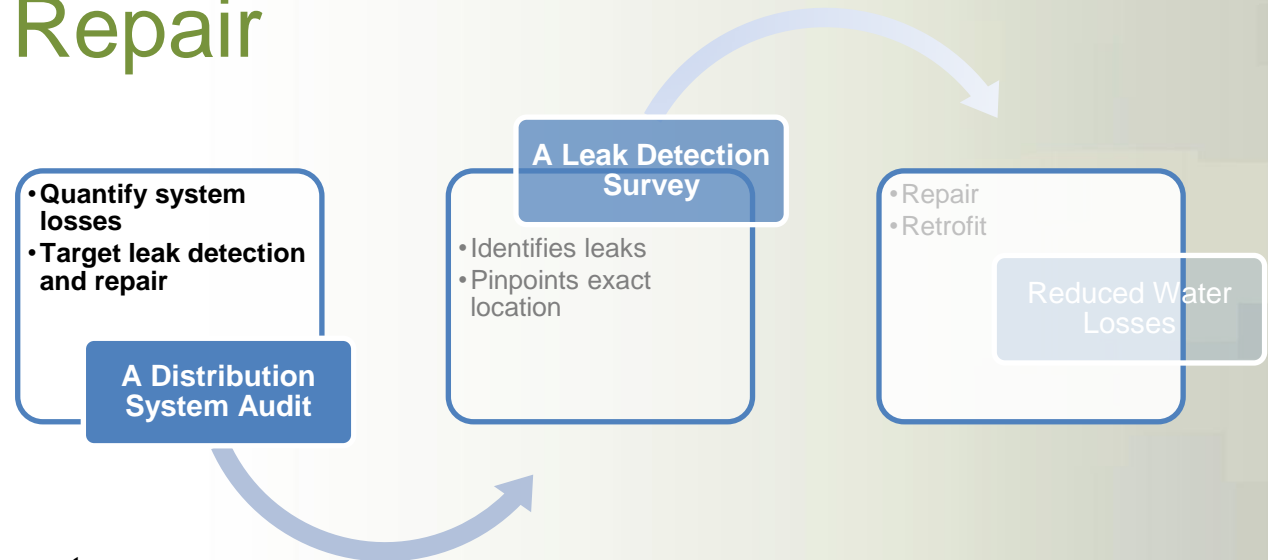 Repair
•Quantify system
losses
•Target leak detection
and repair
A Distribution
System Audit
A Leak Detection
Survey
•Identifies leaks
•Pinpoints exact
location
•Repair
•Retrofit
Reduced Water
Losses